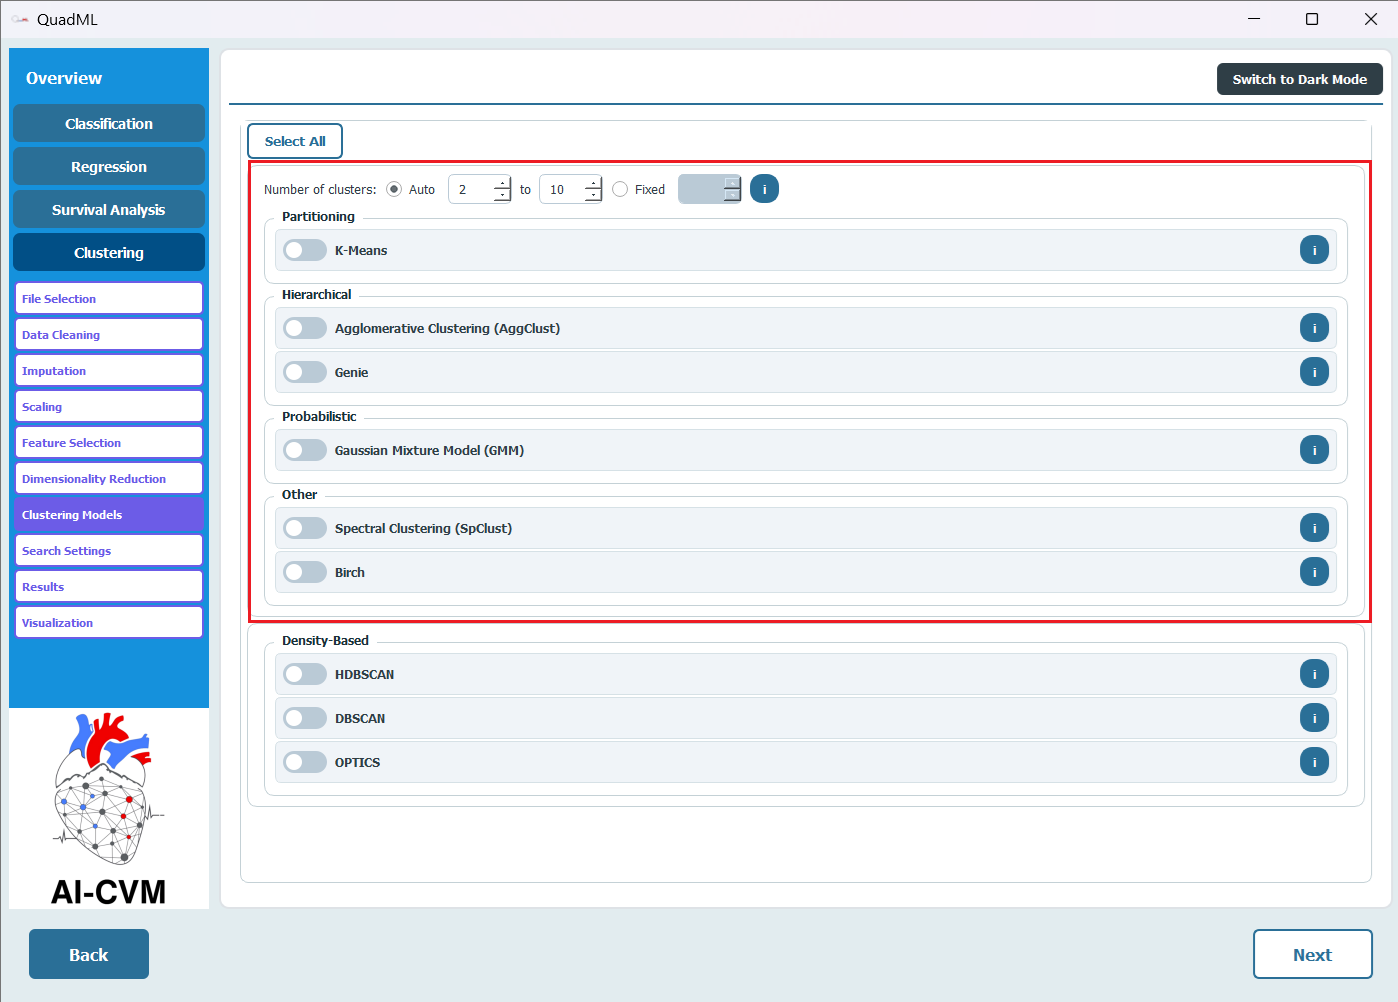 QuadML
Overview
Switch to Dark Mode
Classification
Regression
Survival Analysis
Clustering
File Selection
Data Cleaning
Imputation
Scaling
Feature Selection
Dimensionality Reduction
Clustering Models
Search Settings
Results
Visualization
AI-CVM
Select All
Number of clusters: Auto 2 to 10 Fixed i
Partitioning
K-Means i
Hierarchical
Agglomerative Clustering (AggClust) i
Genie i
Probabilistic
Gaussian Mixture Model (GMM) i
Other
Spectral Clustering (SpClust) i
Birch i
Density-Based
HDBSCAN i
DBSCAN i
OPTICS i
Back
Next